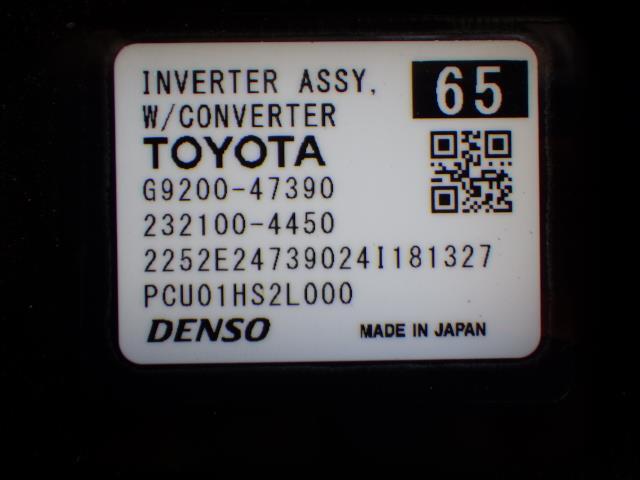 INVERTER ASSY,
W/CONVERTER
65
TOYOTA
G9200-47390
232100-4450
2252E24739024I181327
PCU01HS2L000
DENSO
MADE IN JAPAN